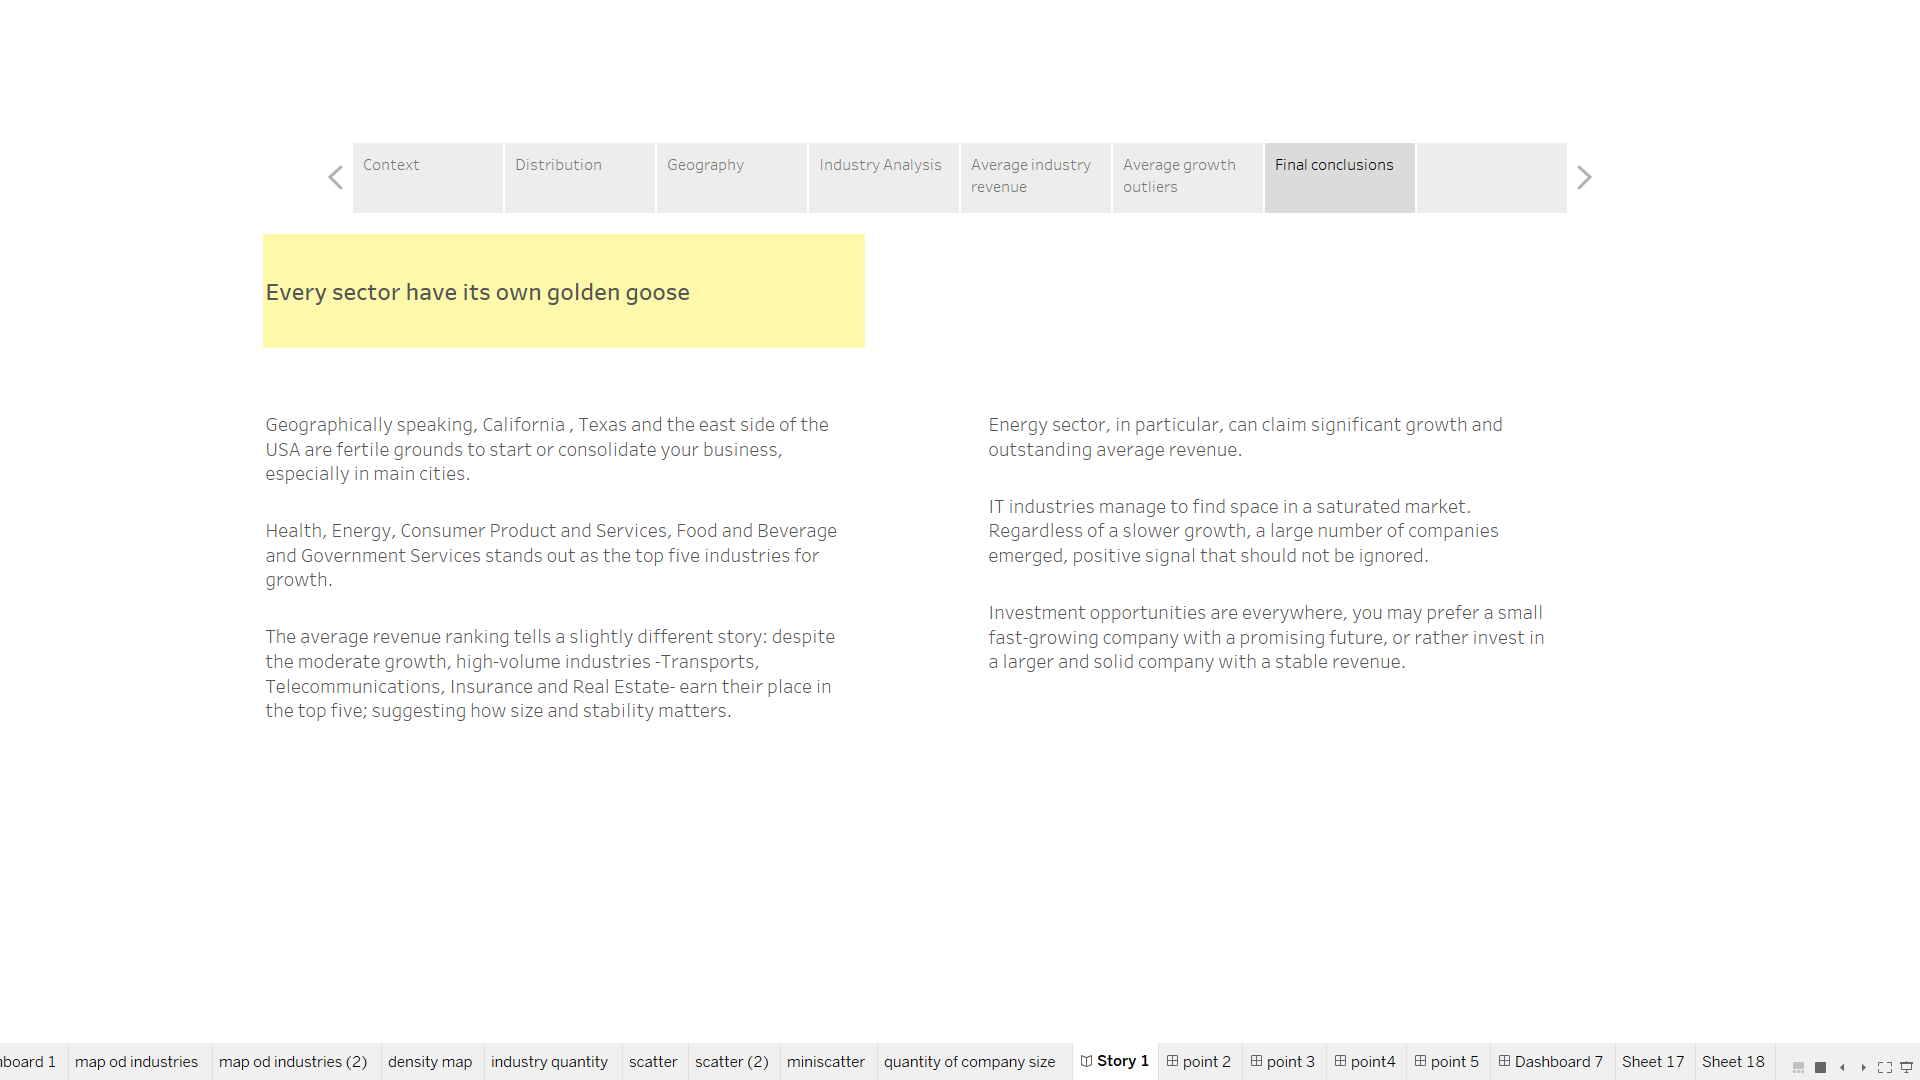 Context
Distribution
Geography
Industry Analysis
Average industry
revenue
Average growth
outliers
Final conclusions
Every sector have its own golden goose
Geographically speaking, California , Texas and the east side of the
USA are fertile grounds to start or consolidate your business,
especially in main cities.
Health, Energy, Consumer Product and Services, Food and Beverage
and Government Services stands out as the top five industries for
growth.
The average revenue ranking tells a slightly different story: despite
the moderate growth, high-volume industries -Transports,
Telecommunications, Insurance and Real Estate- earn their place in
the top five; suggesting how size and stability matters.
Energy sector, in particular, can claim significant growth and
outstanding average revenue.
IT industries manage to find space in a saturated market.
Regardless of a slower growth, a large number of companies
emerged, positive signal that should not be ignored.
Investment opportunities are everywhere, you may prefer a small
fast-growing company with a promising future, or rather invest in
a larger and solid company with a stable revenue.
board 1
map od industries
map od industries (2)
density map
industry quantity
scatter
scatter (2)
miniscatter
quantity of company size
Story 1
point 2
point 3
point4
point 5
Dashboard 7
Sheet 17
Sheet 18